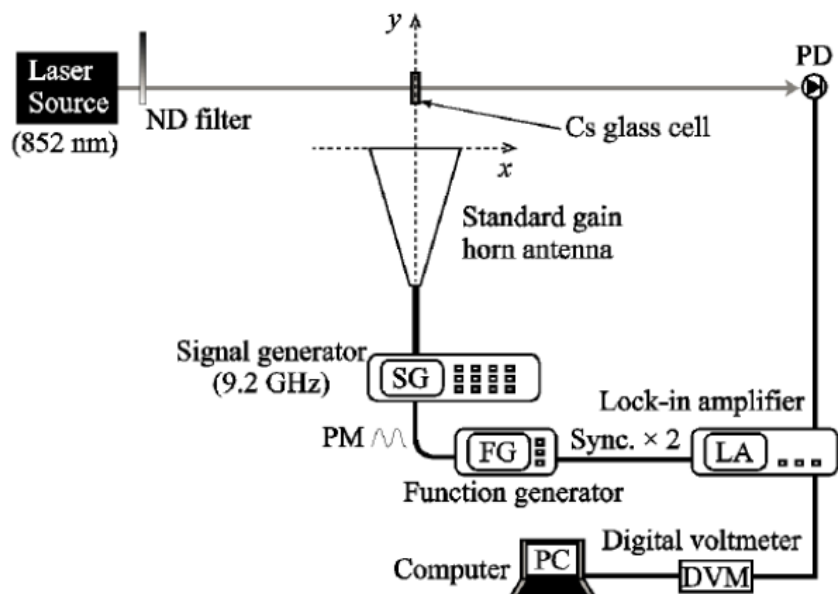 y
PD
Laser
Source
(852 nm)
ND filter
Cs glass cell
x
Standard gain
horn antenna
Signal generator
(9.2 GHz)
SG
Lock-in amplifier
PM
FG
Sync. × 2
LA
Function generator
Digital voltmeter
Computer
PC
DVM